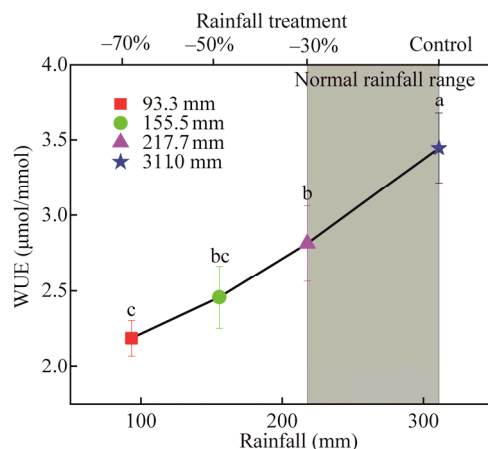 Rainfall treatment
–70% –50% –30% Control
4.0
3.5
3.0
2.5
2.0
WUE (μmol/mmol)
Normal rainfall range
93.3 mm
155.5 mm
217.7 mm
3110 mm
c
bc
b
a
100 200 300
Rainfall (mm)